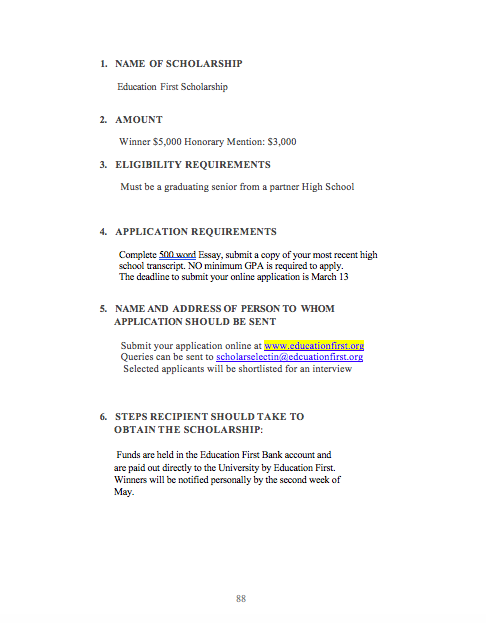 1. NAME OF SCHOLARSHIP
Education First Scholarship
2. AMOUNT
Winner $5,000 Honorary Mention: $3,000
3. ELIGIBILITY REQUIREMENTS
Must be a graduating senior from a partner High School
4. APPLICATION REQUIREMENTS
Complete 500.word Essay, submit a copy of your most recent high
school transcript. NO minimum GPA is required to apply.
The deadline to submit your online application is March 13
5. NAME AND ADDRESS OF PERSON TO WHOM
APPLICATION SHOULD BE SENT
Submit your application online at www.educationfirst.org
Queries can be sent to scholarselectin@edcuationfirst.org
Selected applicants will be shortlisted for an interview
6. STEPS RECIPIENT SHOULD TAKE TO
OBTAIN THE SCHOLARSHIP:
Funds are held in the Education First Bank account and
are paid out directly to the University by Education First.
Winners will be notified personally by the second week of
May.
88